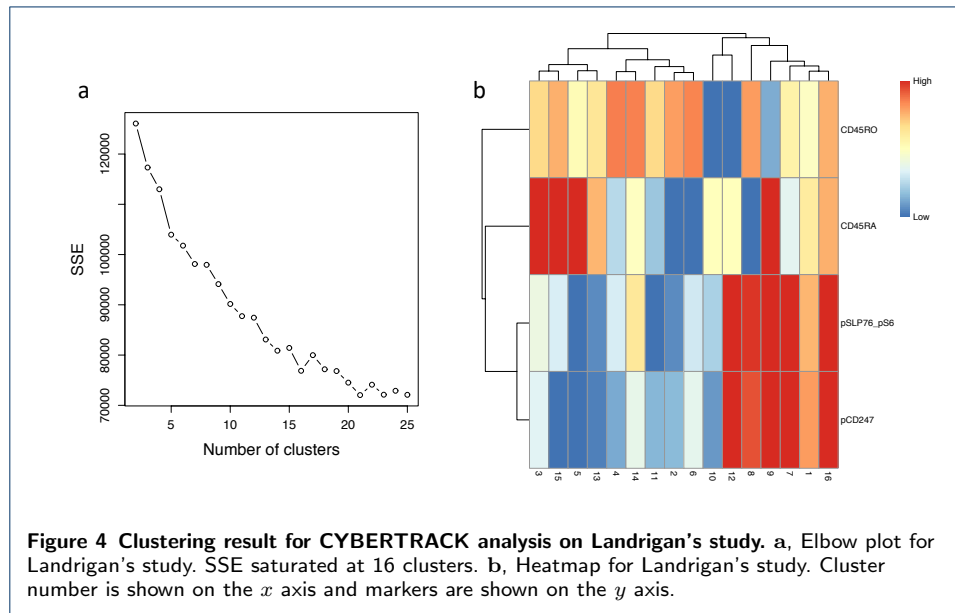 a
SSE
70000
80000
90000
100000
120000
5
10
15
20
25
Number of clusters
b
CD45RO
CD45RA
pSLP76_pS6
pCD247
3
15
5
13
4
14
11
2
6
10
12
8
9
7
1
16
High
Low
Figure 4 Clustering result for CYBERTRACK analysis on Landrigan's study. a, Elbow plot for
Landrigan's study. SSE saturated at 16 clusters. b, Heatmap for Landrigan's study. Cluster
number is shown on the x axis and markers are shown on the y axis.